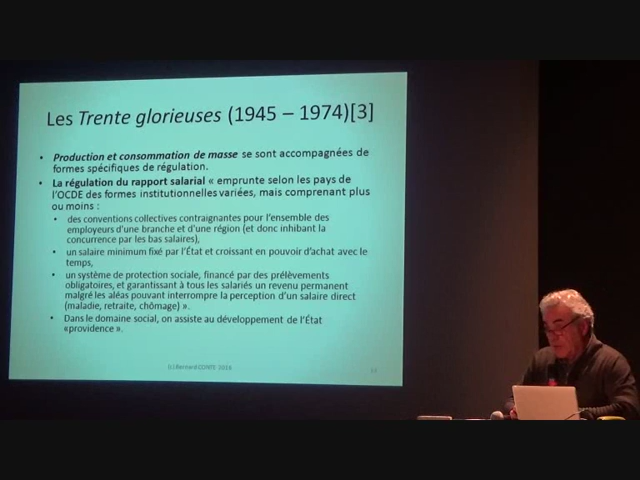 Les Trente glorieuses (1945 – 1974)[3]
• Production et consommation de masse se sont accompagnées de
formes spécifiques de régulation.
• La régulation du rapport salarial « emprunte selon les pays de
l'OCDE des formes institutionnelles variées, mais comprenant plus
ou moins :
• des conventions collectives contraignantes pour l'ensemble des
employeurs d'une branche et d'une région (et donc inhibant la
concurrence par les bas salaires),
• un salaire minimum fixé par l'État et croissant en pouvoir d'achat avec le
temps,
• un système de protection sociale, financé par des prélèvements
obligatoires, et garantissant à tous les salariés un revenu permanent
malgré les aléas pouvant interrompre la perception d'un salaire direct
(maladie, retraite, chômage) ».
• Dans le domaine social, on assiste au développement de l'État
«providence ».
(c) Bernard CONTE 2016